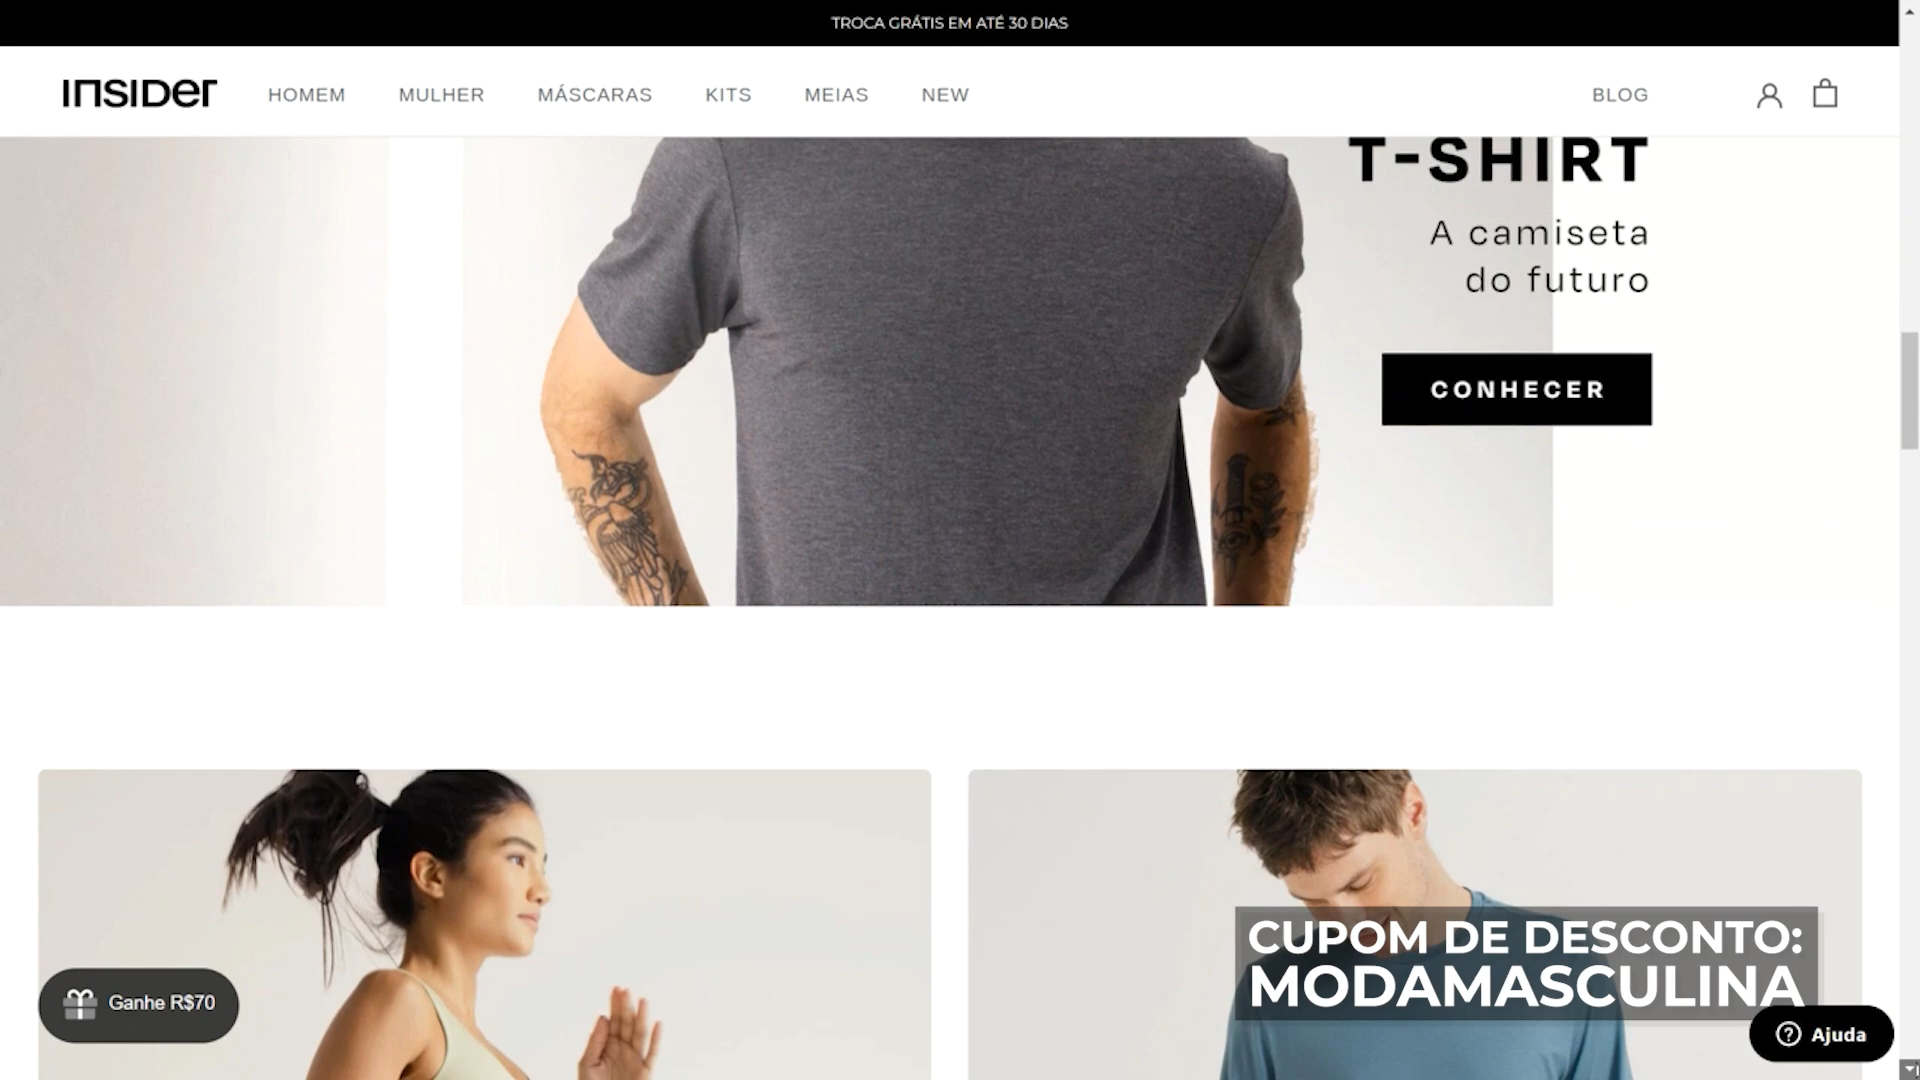 TROCA GRÁTIS EM ATÉ 30 DIAS
INSIDER HOMEM MULHER MÁSCARAS KITS MEIAS NEW BLOG
T-SHIRT
A camiseta
do futuro
CONHECER
CUPOM DE DESCONTO:
MODAMASCULINA
Ganhe R$70
Ajuda